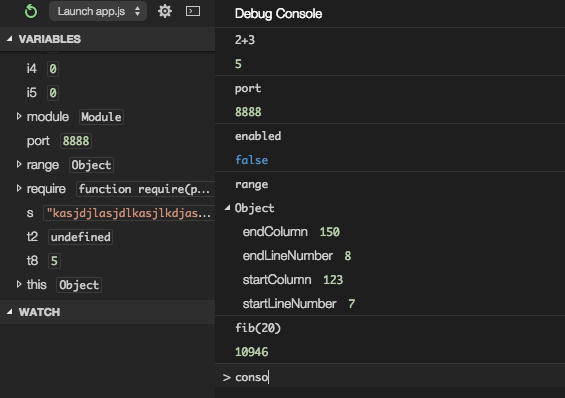 Launch app.js
VARIABLES
i4 0
i5 0
module Module
port 8888
range Object
require function require(p...
s "kasjdjlasjdlkasjlkdjas...
t2 undefined
t8 5
this Object
WATCH
Debug Console
2+3
5
port
8888
enabled
false
range
Object
endColumn 150
endLineNumber 8
startColumn 123
startLineNumber 7
fib(20)
10946
> conso